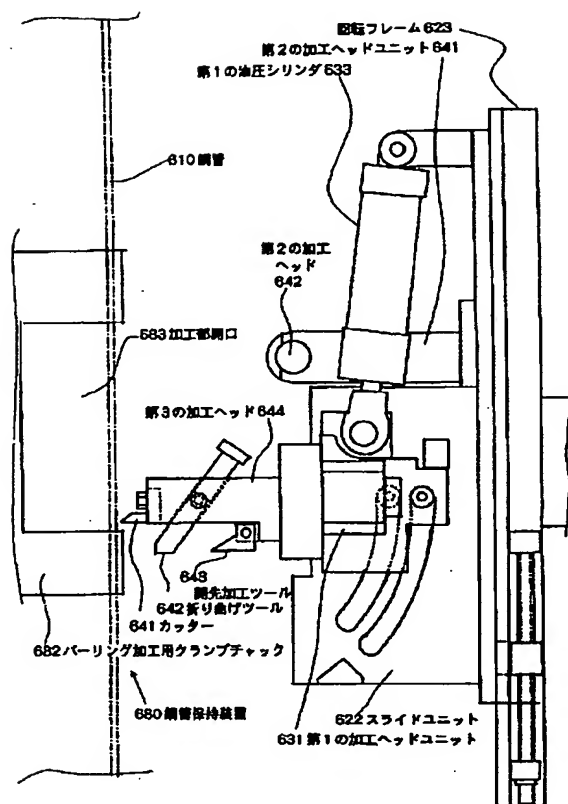 回転フレーム623
第2の加工ヘッドユニット641
第1の油圧シリンダ633
610鋼管
第2の加工
ヘッド
642
683加工部開口
第3の加工ヘッド644
643
開先加工ツール
642折り曲げツール
641カッター
682バーリング加工用クランプチャック
680鋼管保持装置
622スライドユニット
631第1の加工ヘッドユニット